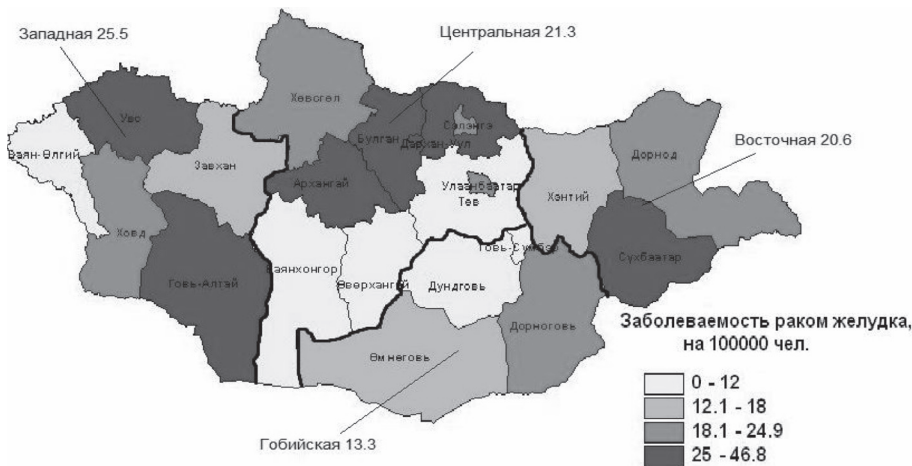 Западная 25.5
Центральная 21.3
Хөвсгөл
Увс
Булган
Сэлэнгэ
Дархан-Уул
Восточная 20.6
Баян-Өлгий
Завхан
Дорнод
Архангай
Улаанбаатар
Төв
Хэнтий
Ховд
Говь-Сүмбэр
Сүхбаатар
Баянхонгор
Өверхангай
Дундговь
Говь-Алтай
Дорноговь
Өмнөговь
Гобийская 13.3
Заболеваемость раком желудка,
на 100000 чел.
0 - 12
12.1 - 18
18.1 - 24.9
25 - 46.8